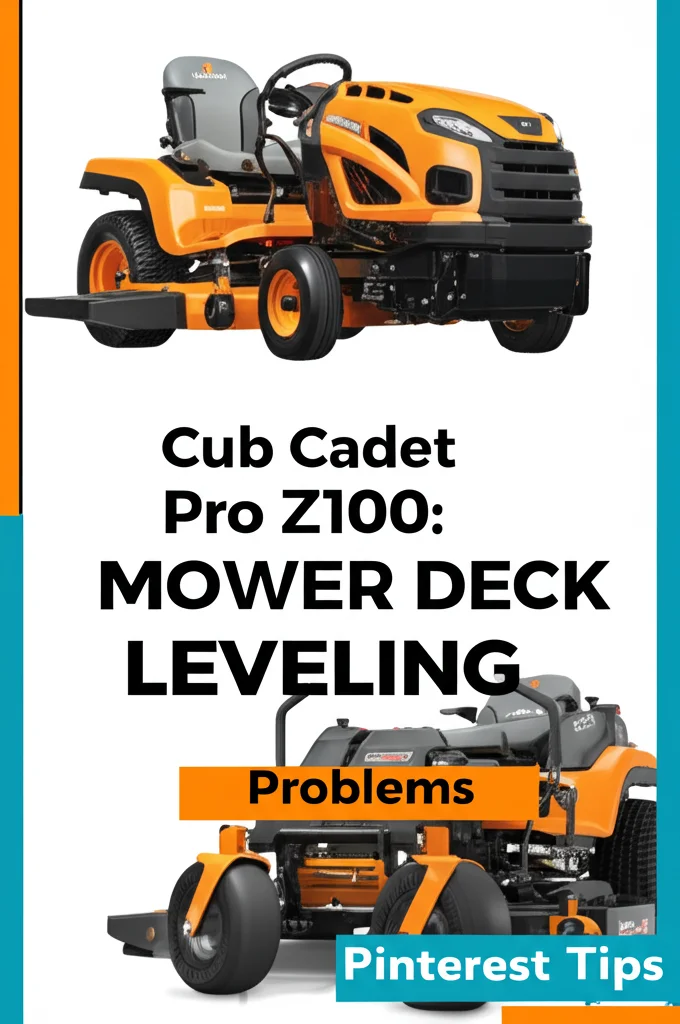 Cub Cadet
Pro Z100:
MOWER DECK
LEVELING
Problems
Pinterest Tips